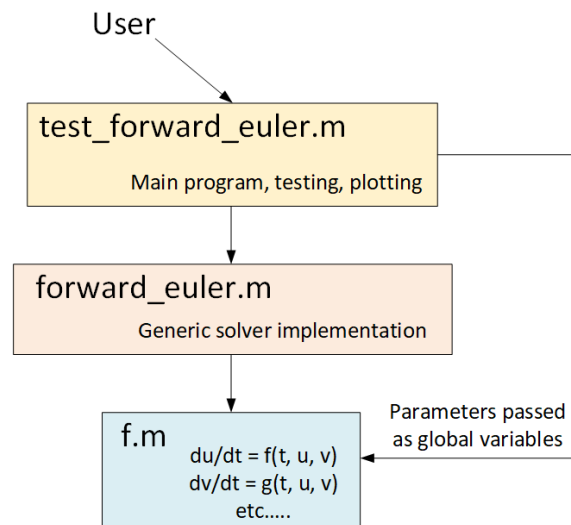 User
test_forward_euler.m
Main program, testing, plotting
forward_euler.m
Generic solver implementation
f.m
du/dt = f(t, u, v)
dv/dt = g(t, u, v)
etc.....
Parameters passed
as global variables